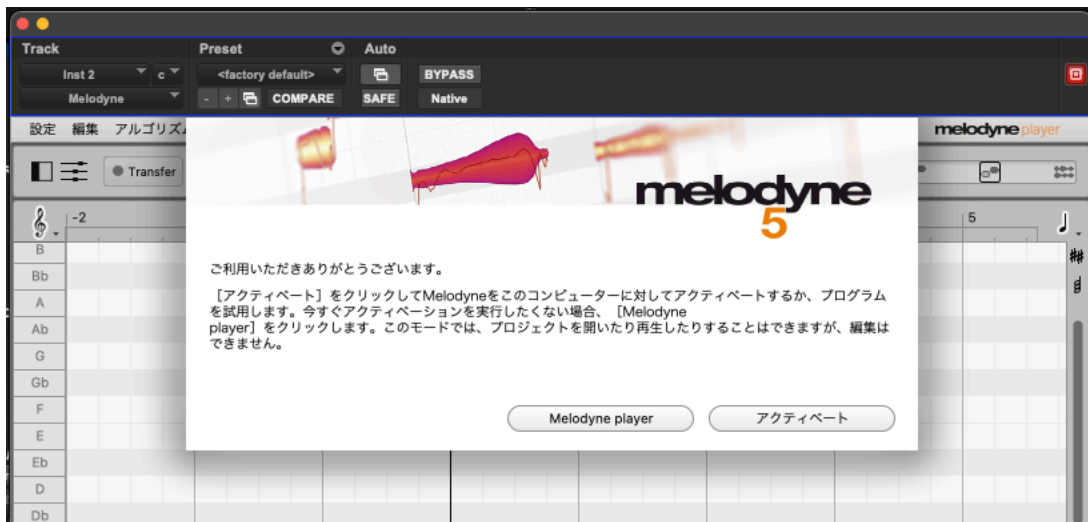 Track
Preset
Auto
Inst 2
c
<factory default>
BYPASS
Melodyne
- + COMPARE
SAFE
Native
設定 編集 アルゴリズム
melodyne player
Transfer
melodyne
5
-2
5
B
Bb
A
Ab
G
Gb
F
E
Eb
D
Db
ご利用いただきありがとうございます。
［アクティベート］をクリックしてMelodyneをこのコンピューターに対してアクティベートするか、プログラム
を試用します。今すぐアクティベーションを実行したくない場合、［Melodyne
player］をクリックします。このモードでは、プロジェクトを開いたり再生したりすることはできますが、編集は
できません。
Melodyne player
アクティベート